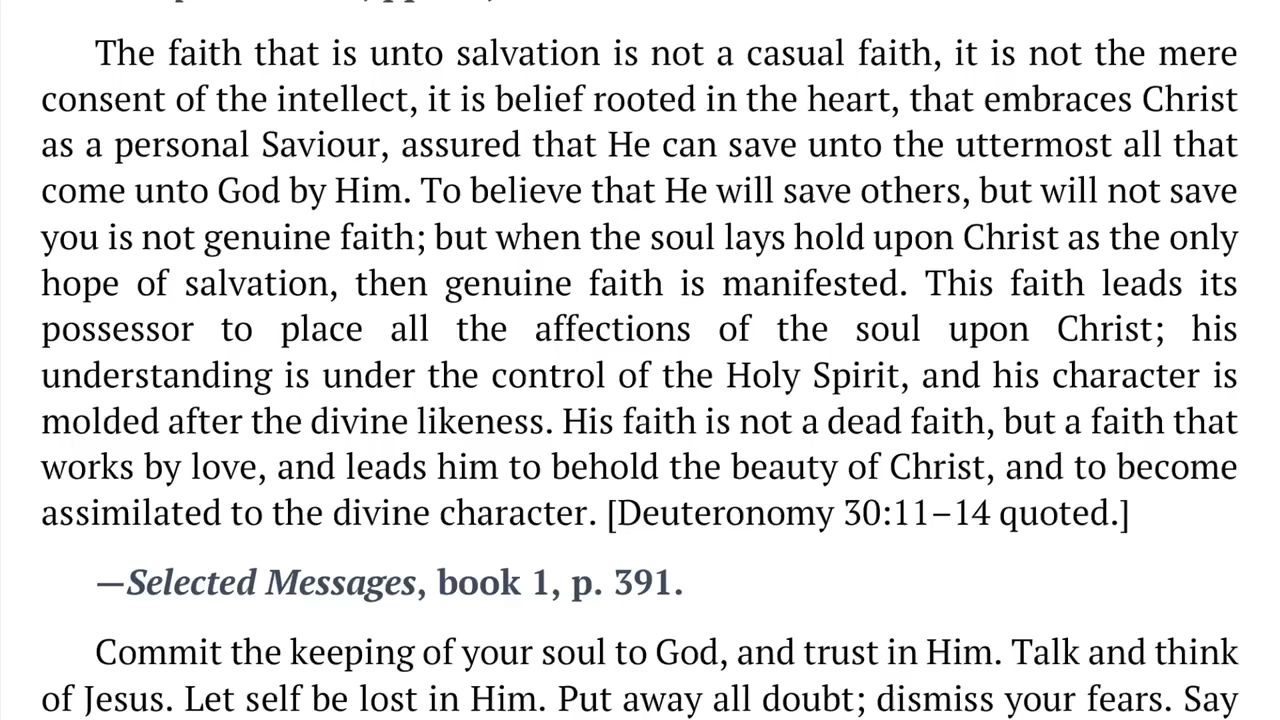 The faith that is unto salvation is not a casual faith, it is not the mere
consent of the intellect, it is belief rooted in the heart, that embraces Christ
as a personal Saviour, assured that He can save unto the uttermost all that
come unto God by Him. To believe that He will save others, but will not save
you is not genuine faith; but when the soul lays hold upon Christ as the only
hope of salvation, then genuine faith is manifested. This faith leads its
possessor to place all the affections of the soul upon Christ; his
understanding is under the control of the Holy Spirit, and his character is
molded after the divine likeness. His faith is not a dead faith, but a faith that
works by love, and leads him to behold the beauty of Christ, and to become
assimilated to the divine character. [Deuteronomy 30:11–14 quoted.]
—Selected Messages, book 1, p. 391.
Commit the keeping of your soul to God, and trust in Him. Talk and think
of Jesus. Let self be lost in Him. Put away all doubt; dismiss your fears. Say